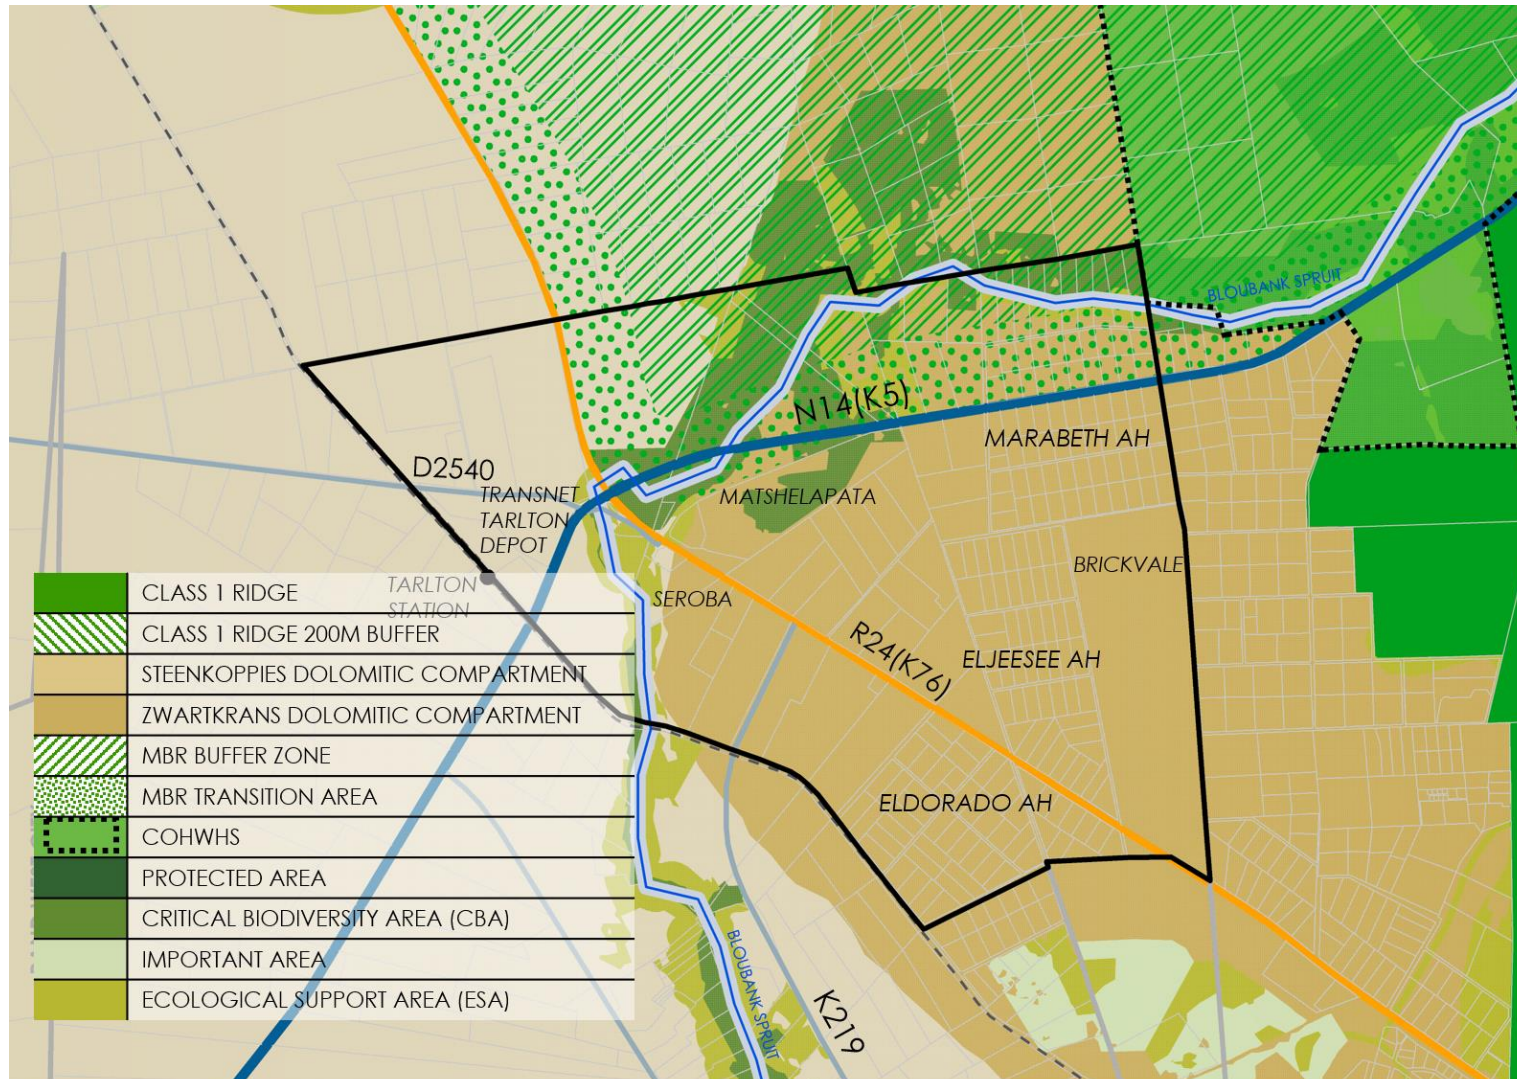 BLOUBANK SPRUIT
N14(K5)
MARABETH AH
D2540
TRANSNET
TARLTON
DEPOT
MATSHELAPATA
BRICKVALE
TARLTON
STATION
SEROBA
R24(K76)
ELJEESEE AH
ELDORADO AH
BLOUBANK SPRUIT
K219
CLASS 1 RIDGE
CLASS 1 RIDGE 200M BUFFER
STEENKOPPIES DOLOMITIC COMPARTMENT
ZWARTKRANS DOLOMITIC COMPARTMENT
MBR BUFFER ZONE
MBR TRANSITION AREA
COHWHS
PROTECTED AREA
CRITICAL BIODIVERSITY AREA (CBA)
IMPORTANT AREA
ECOLOGICAL SUPPORT AREA (ESA)